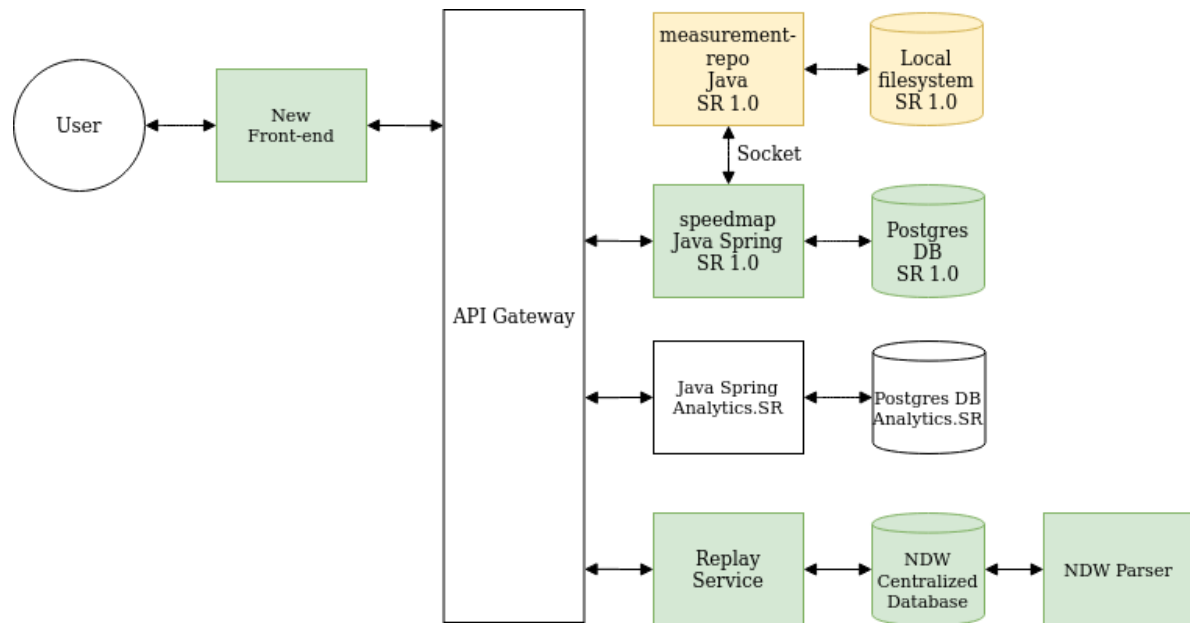 measurement-
repo
Java
SR 1.0
Local
filesystem
SR 1.0
User
New
Front-end
Socket
speedmap
Java Spring
SR 1.0
Postgres
DB
SR 1.0
API Gateway
Java Spring
Analytics.SR
Postgres DB
Analytics.SR
Replay
Service
NDW
Centralized
Database
NDW Parser